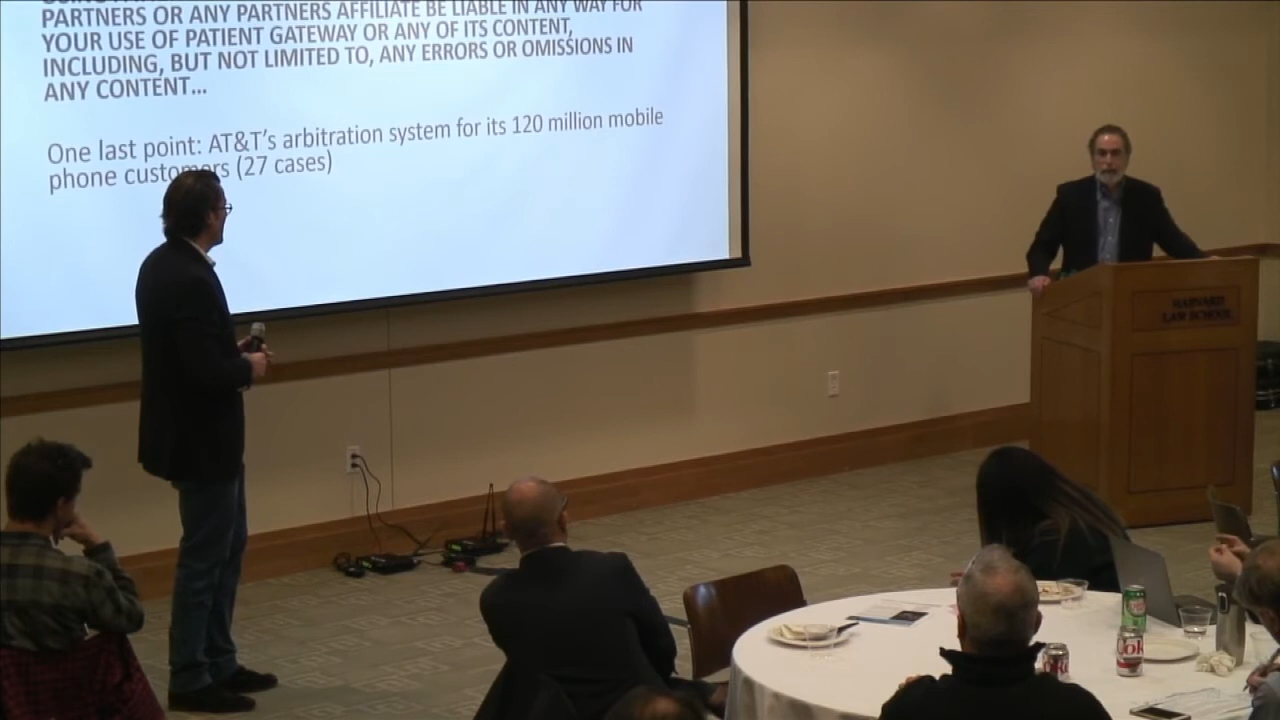 PARTNERS OR ANY PARTNERS AFFILIATE BE LIABLE IN ANY WAY FOR
YOUR USE OF PATIENT GATEWAY OR ANY OF ITS CONTENT,
INCLUDING, BUT NOT LIMITED TO, ANY ERRORS OR OMISSIONS IN
ANY CONTENT...
One last point: AT&T's arbitration system for its 120 million mobile
phone customers (27 cases)
HARVARD
LAW SCHOOL
Coke